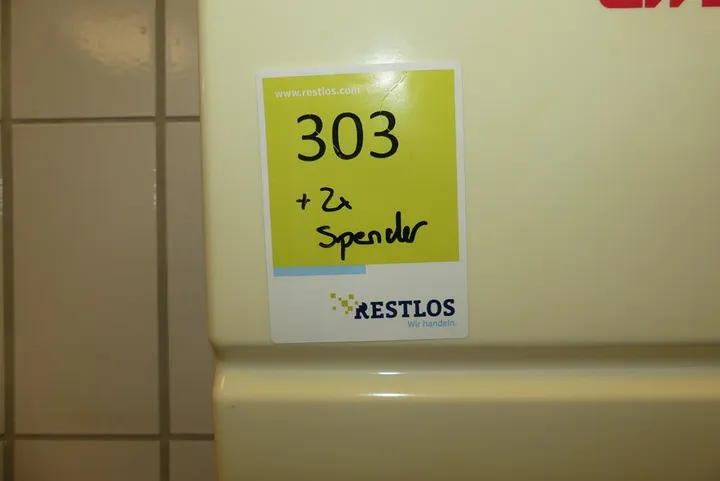 www.restlos.com
303
+ 2x
Spender
RESTLOS
Wir handeln.